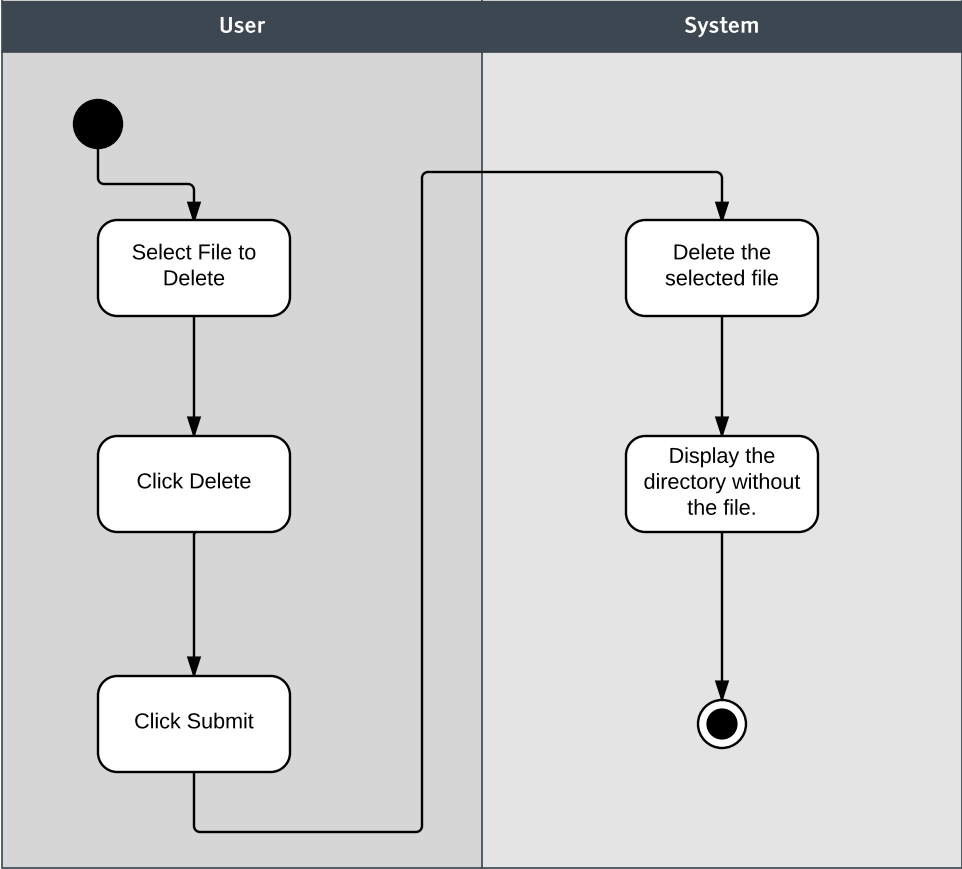 User
System
Select File to
Delete
Click Delete
Click Submit
Delete the
selected file
Display the
directory without
the file.